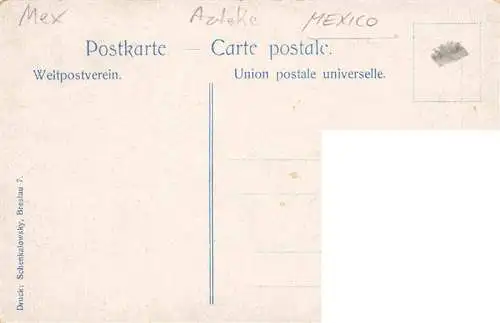 Mex Azteke MEXICO
Postkarte — Carte postale.
Weltpostverein. Union postale universelle.
Druck: Schenkalowsky, Breslau 7.